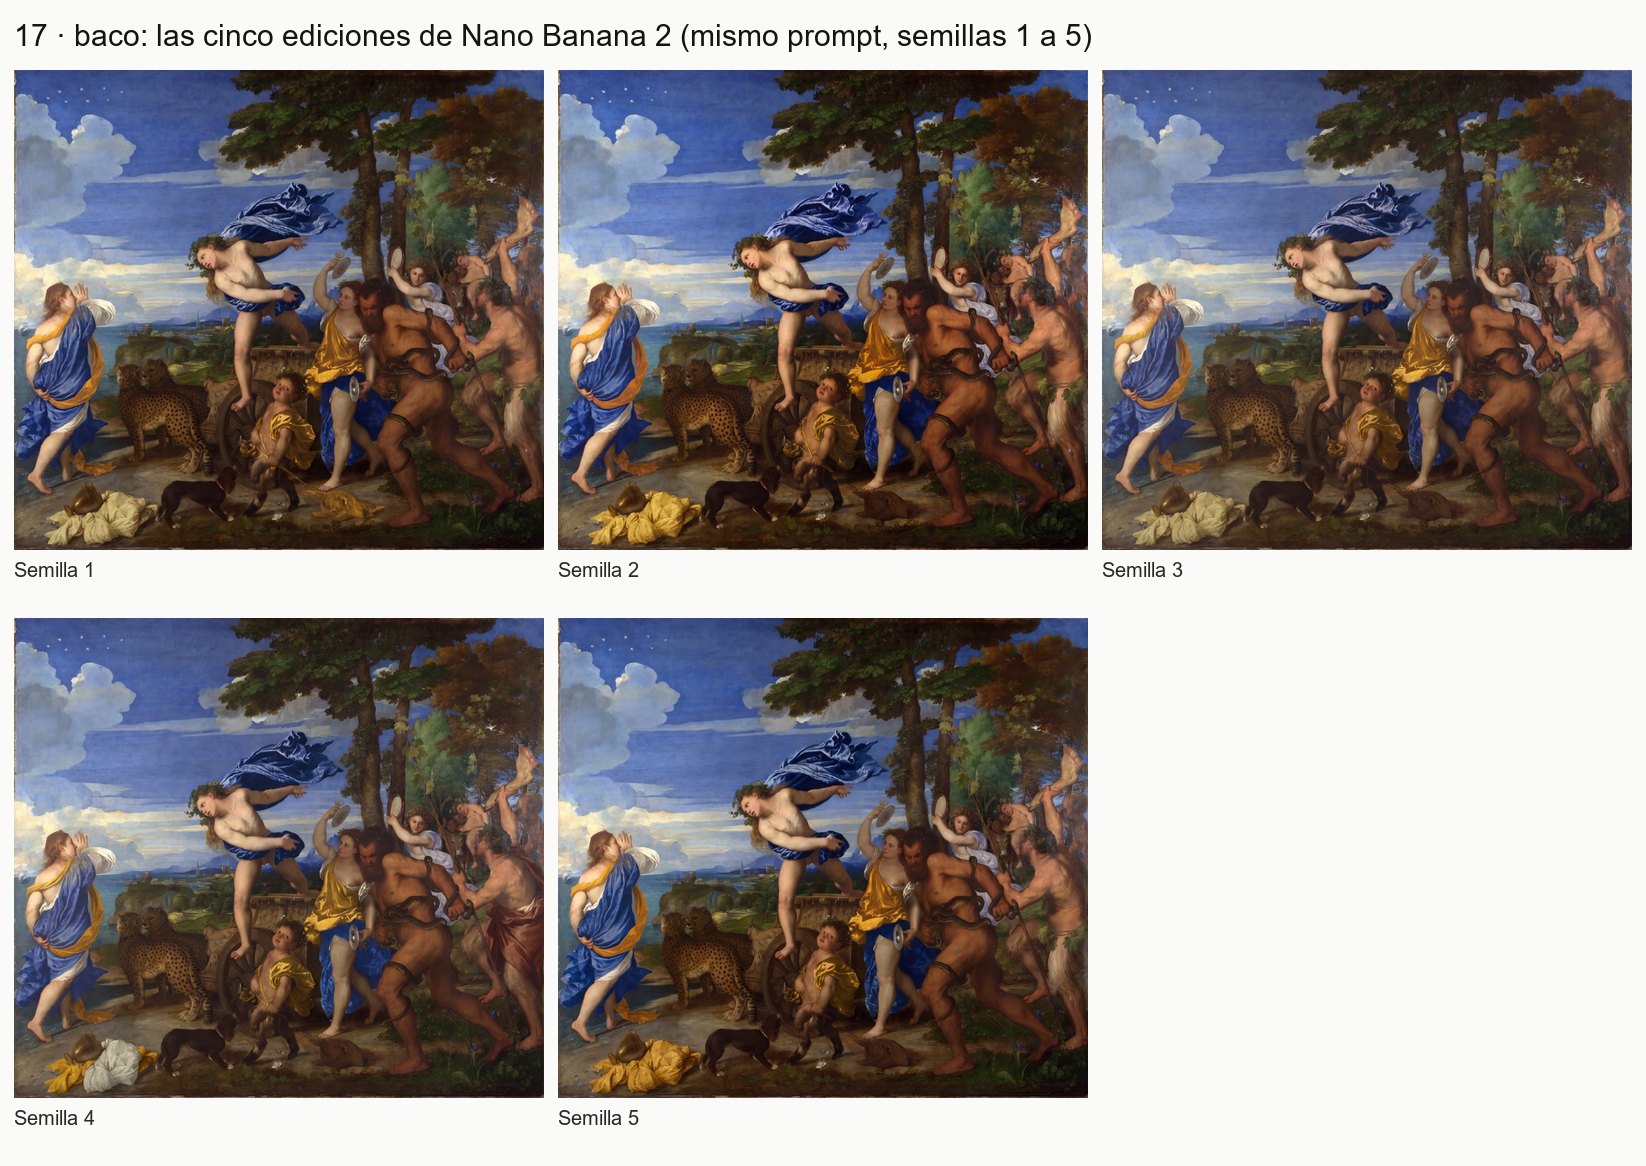 17 · baco: las cinco ediciones de Nano Banana 2 (mismo prompt, semillas 1 a 5)
Semilla 1
Semilla 2
Semilla 3
Semilla 4
Semilla 5